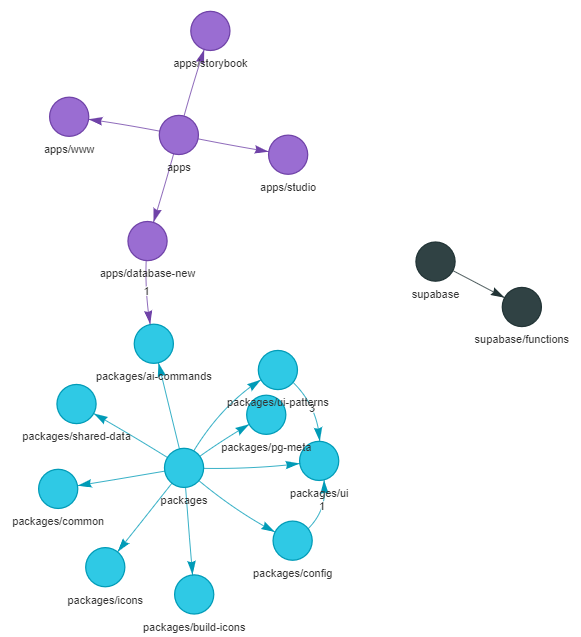 apps/storybook
apps/www
apps
apps/studio
apps/database-new
1
supabase
supabase/functions
packages/ai-commands
packages/ui-patterns
3
packages/shared-data
packages/pg-meta
packages/ui
packages
1
packages/common
packages/config
packages/icons
packages/build-icons